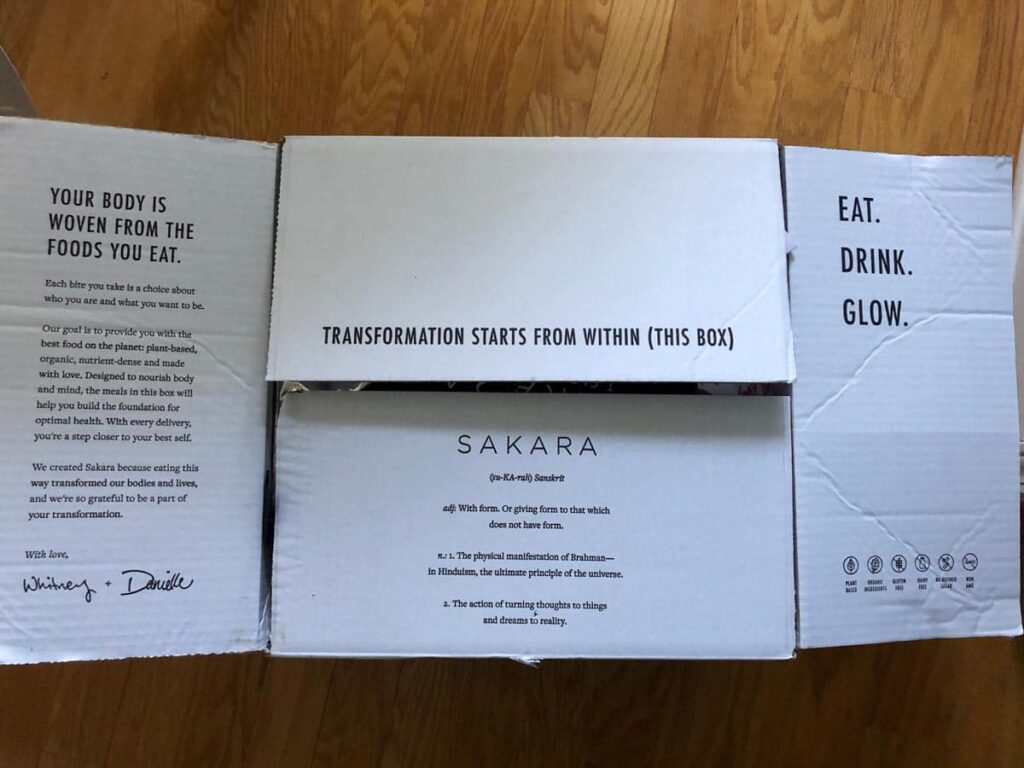 YOUR BODY IS
WOVEN FROM THE
FOODS YOU EAT.
Each bite you take is a choice about
who you are and what you want to be.
Our goal is to provide you with the
best food on the planet: plant-based,
organic, nutrient-dense and made
with love. Designed to nourish body
and mind, the meals in this box will
help you build the foundation for
optimal health. With every delivery,
you're a step closer to your best self.
We created Sakara because eating this
way transformed our bodies and lives,
and we're so grateful to be a part of
your transformation.
With love,
Whitney + Danielle
TRANSFORMATION STARTS FROM WITHIN (THIS BOX)
SAKARA
(su-KA-rah) Sanskrit
adj: With form. Or giving form to that which
does not have form.
n.: 1. The physical manifestation of Brahman—
in Hinduism, the ultimate principle of the universe.
2. The action of turning thoughts to things
and dreams to reality.
EAT.
DRINK.
GLOW.
PLANT BASED
ORGANIC INGREDIENTS
GLUTEN FREE
DAIRY FREE
NO REFINED SUGAR
NON GMO